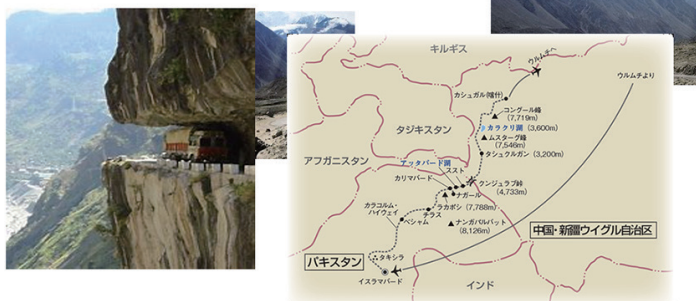 キルギス
ウルムチへ
ウルムチより
カシュガル(喀什)
コングール峰
(7,719m)
カラクリ湖 (3,600m)
タジキスタン
ムスターグ峰
(7,546m)
タシュクルガン (3,200m)
アフガニスタン
アッタバード湖
ススト
カリマバード
クンジュラブ峠
(4,733m)
ナガール
ラカポシ (7,788m)
カラコルム・
ハイウェイ
チラス
ベシャム
ナンガパルバット
(8,126m)
中国・新疆ウイグル自治区
パキスタン
タキシラ
イスラマバード
インド